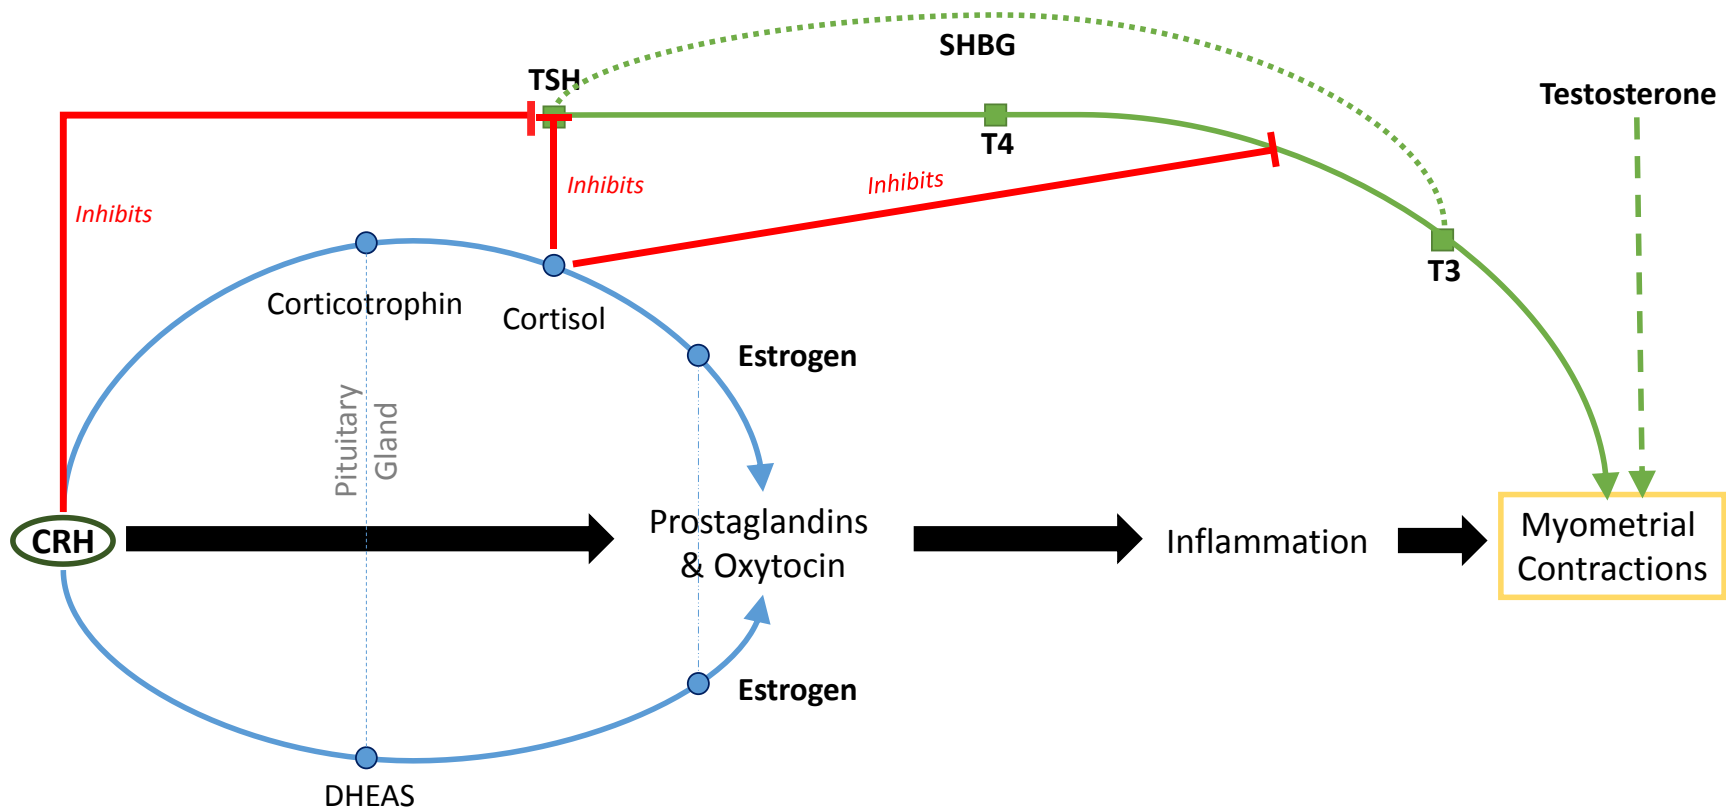 SHBG
TSH
Testosterone
T4
Inhibits
Inhibits
Inhibits
T3
Corticotrophin
Cortisol
Estrogen
Pituitary
Gland
CRH
Prostaglandins
& Oxytocin
Inflammation
Myometrial
Contractions
Estrogen
DHEAS